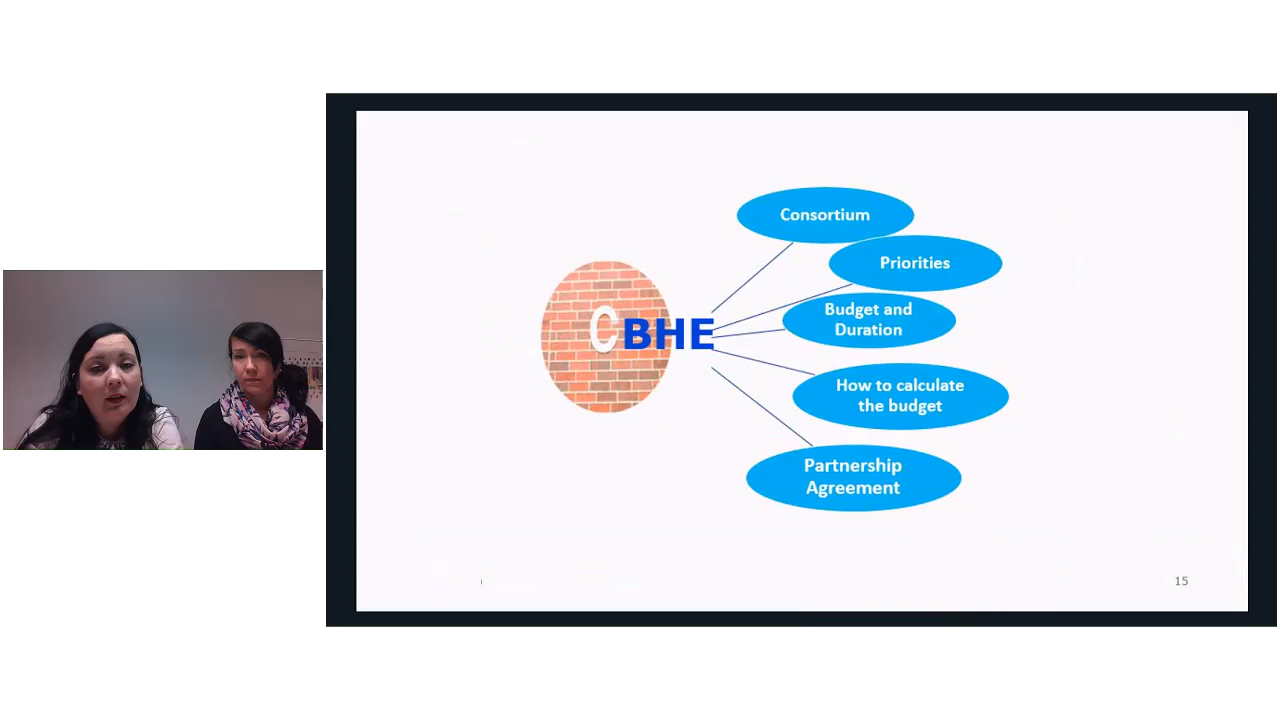 Consortium
Priorities
Budget and
Duration
CBHE
How to calculate
the budget
Partnership
Agreement
15